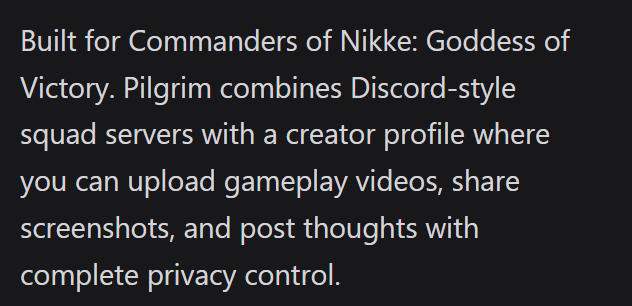 Built for Commanders of Nikke: Goddess of
Victory. Pilgrim combines Discord-style
squad servers with a creator profile where
you can upload gameplay videos, share
screenshots, and post thoughts with
complete privacy control.